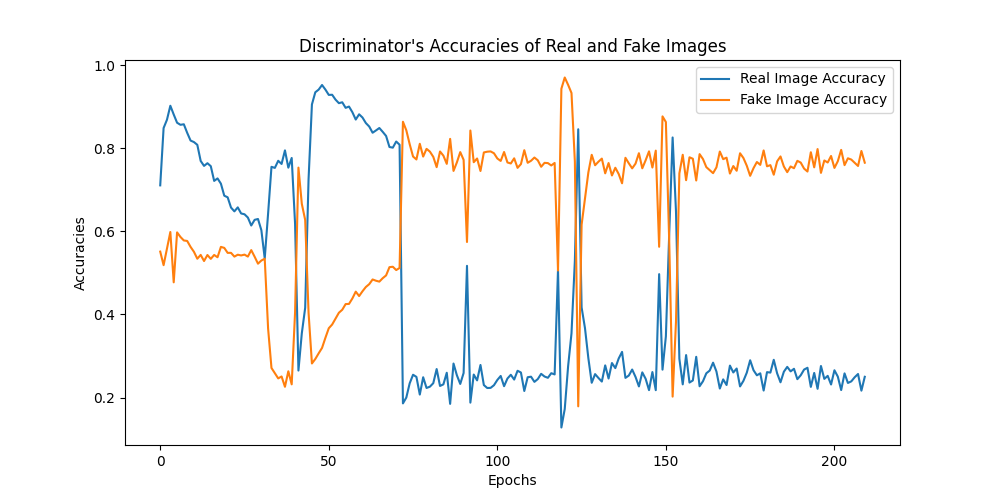 Discriminator's Accuracies of Real and Fake Images
1.0
0.8
0.6
0.4
0.2
Accuracies
Real Image Accuracy
Fake Image Accuracy
0
50
100
150
200
Epochs